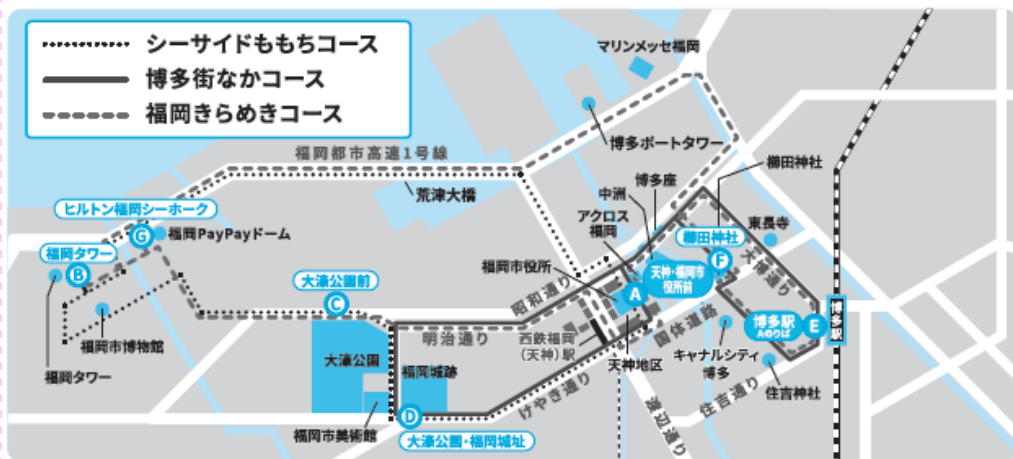 シーサイドももちコース
博多街なかコース
福岡きらめきコース
マリンメッセ福岡
博多ポートタワー
福岡都市高速1号線
荒津大橋
櫛田神社
博多座
中洲
アクロス
福岡
東長寺
ヒルトン福岡シーホーク
G
福岡PayPayドーム
福岡タワー
B
櫛田神社
F
福岡市役所
天神・福岡市
役所前
A
大濠公園前
C
昭和通り
大博通り
博多駅
Aのりば
E
博多駅
国体道路
明治通り
西鉄福岡
(天神)駅
天神地区
キャナルシティ
博多
福岡市博物館
福岡タワー
大濠公園
福岡城跡
けやき通り
渡辺通り
住吉通り
住吉神社
福岡市美術館
D
大濠公園・福岡城址